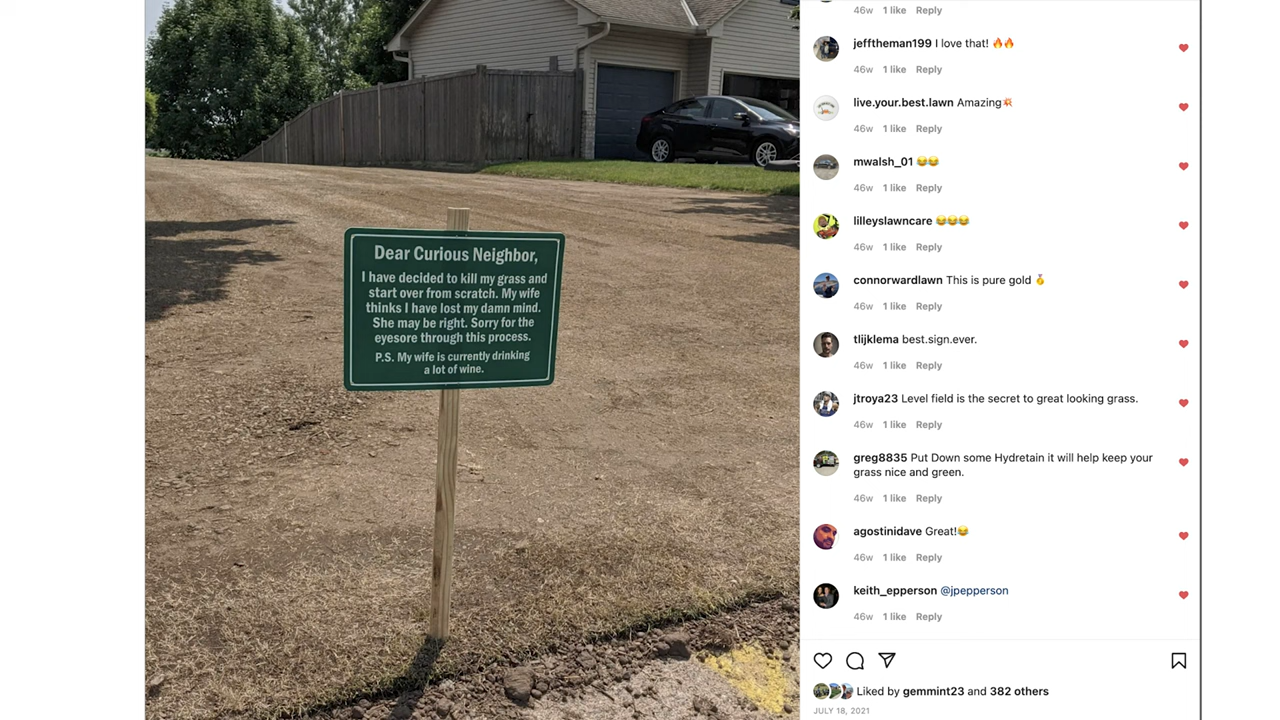 Dear Curious Neighbor,
I have decided to kill my grass and
start over from scratch. My wife
thinks I have lost my damn mind.
She may be right. Sorry for the
eyesore through this process.
P.S. My wife is currently drinking
a lot of wine.
46w 1 like Reply
jefftheman199 I love that! 🔥🔥
46w 1 like Reply
live.your.best.lawn Amazing💥
46w 1 like Reply
mwalsh_01 😂😂
46w 1 like Reply
lilleyslawncare 😂😂😂
46w 1 like Reply
connorwardlawn This is pure gold 🏅
46w 1 like Reply
tlijklema best.sign.ever.
46w 1 like Reply
jtroya23 Level field is the secret to great looking grass.
46w 1 like Reply
greg8835 Put Down some Hydretain it will help keep your
grass nice and green.
46w 1 like Reply
agostinidave Great!😂
46w 1 like Reply
keith_epperson @jpepperson
46w 1 like Reply
Liked by gemmint23 and 382 others
JULY 18, 2021